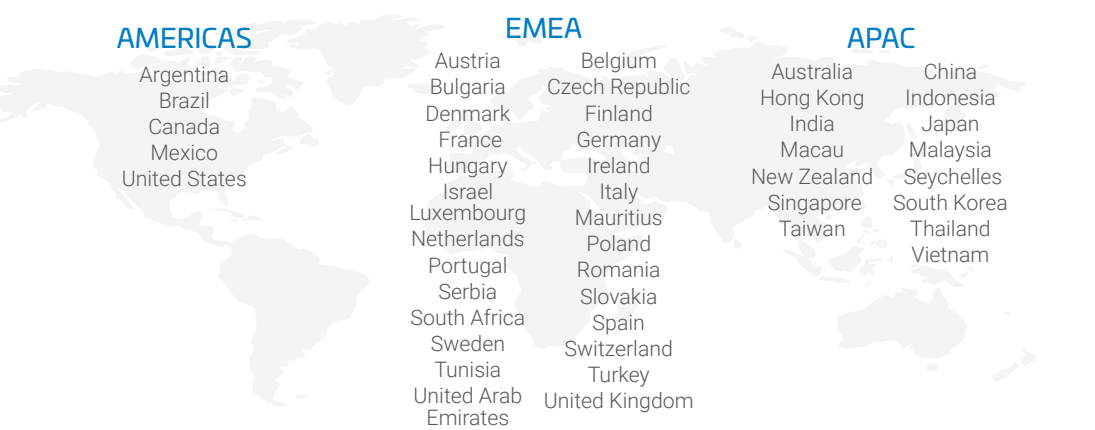 AMERICAS
Argentina
Brazil
Canada
Mexico
United States
EMEA
Austria
Bulgaria
Denmark
France
Hungary
Israel
Luxembourg
Netherlands
Portugal
Serbia
South Africa
Sweden
Tunisia
United Arab
Emirates
Belgium
Czech Republic
Finland
Germany
Ireland
Italy
Mauritius
Poland
Romania
Slovakia
Spain
Switzerland
Turkey
United Kingdom
APAC
Australia
Hong Kong
India
Macau
New Zealand
Singapore
Taiwan
China
Indonesia
Japan
Malaysia
Seychelles
South Korea
Thailand
Vietnam